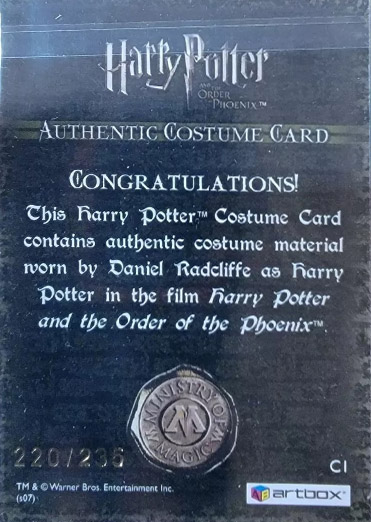 Harry Potter
AND THE
ORDER
OF THE
PHOENIX™
AUTHENTIC COSTUME CARD
CONGRATULATIONS!
This Harry Potter™ Costume Card
contains authentic costume material
worn by Daniel Radcliffe as Harry
Potter in the film Harry Potter
and the Order of the Phoenix™.
MINISTRY OF
MAGIC
220/235
C1
TM & © Warner Bros. Entertainment Inc.
(s07)
artbox